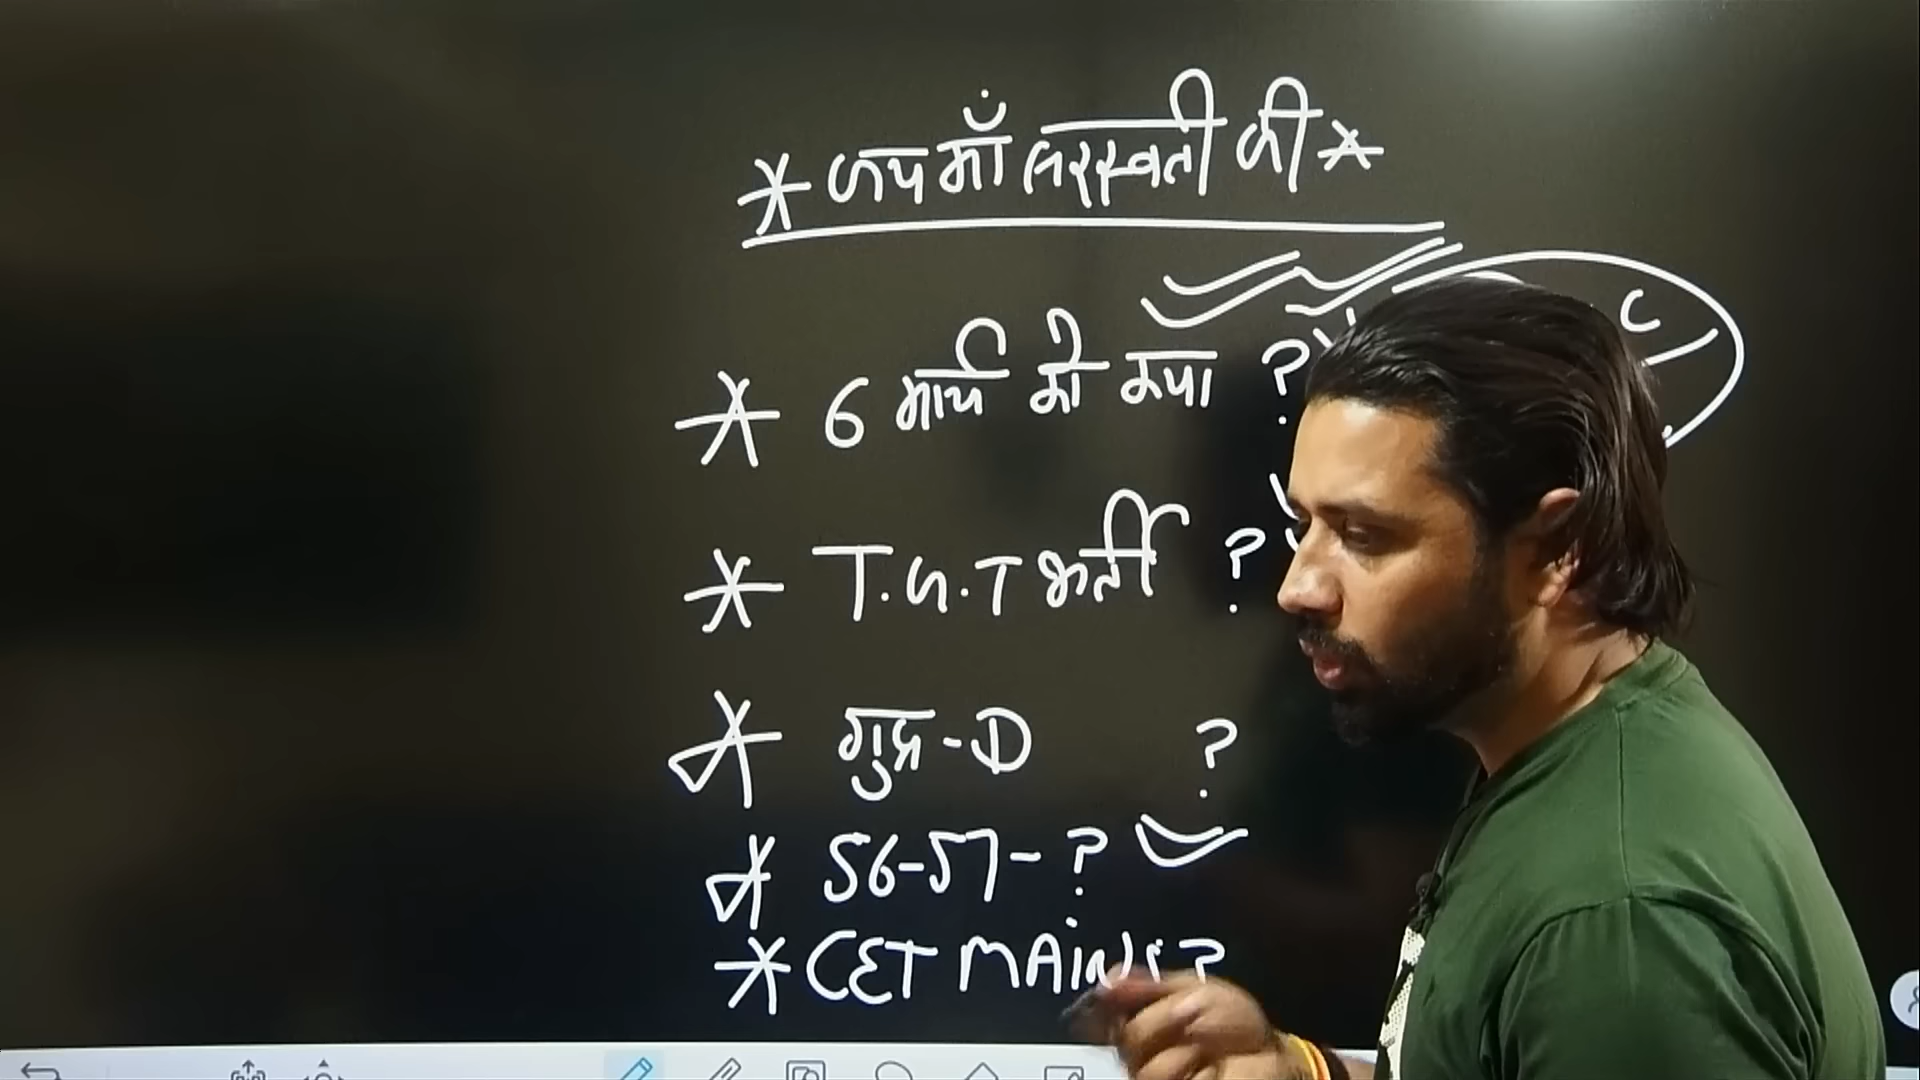 * जय माँ सरस्वती जी *
* 6 मार्च को क्या ?
* T.G.T भर्ती ?
* ग्रुप-D ?
* 56-57-?
* CET MAiNS ?